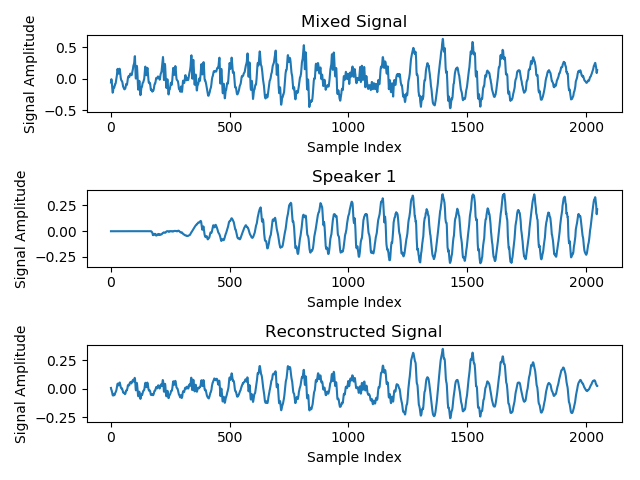 Mixed Signal
Signal Amplitude
0.5
0.0
−0.5
0 500 1000 1500 2000
Sample Index
Speaker 1
Signal Amplitude
0.25
0.00
−0.25
0 500 1000 1500 2000
Sample Index
Reconstructed Signal
Signal Amplitude
0.25
0.00
−0.25
0 500 1000 1500 2000
Sample Index